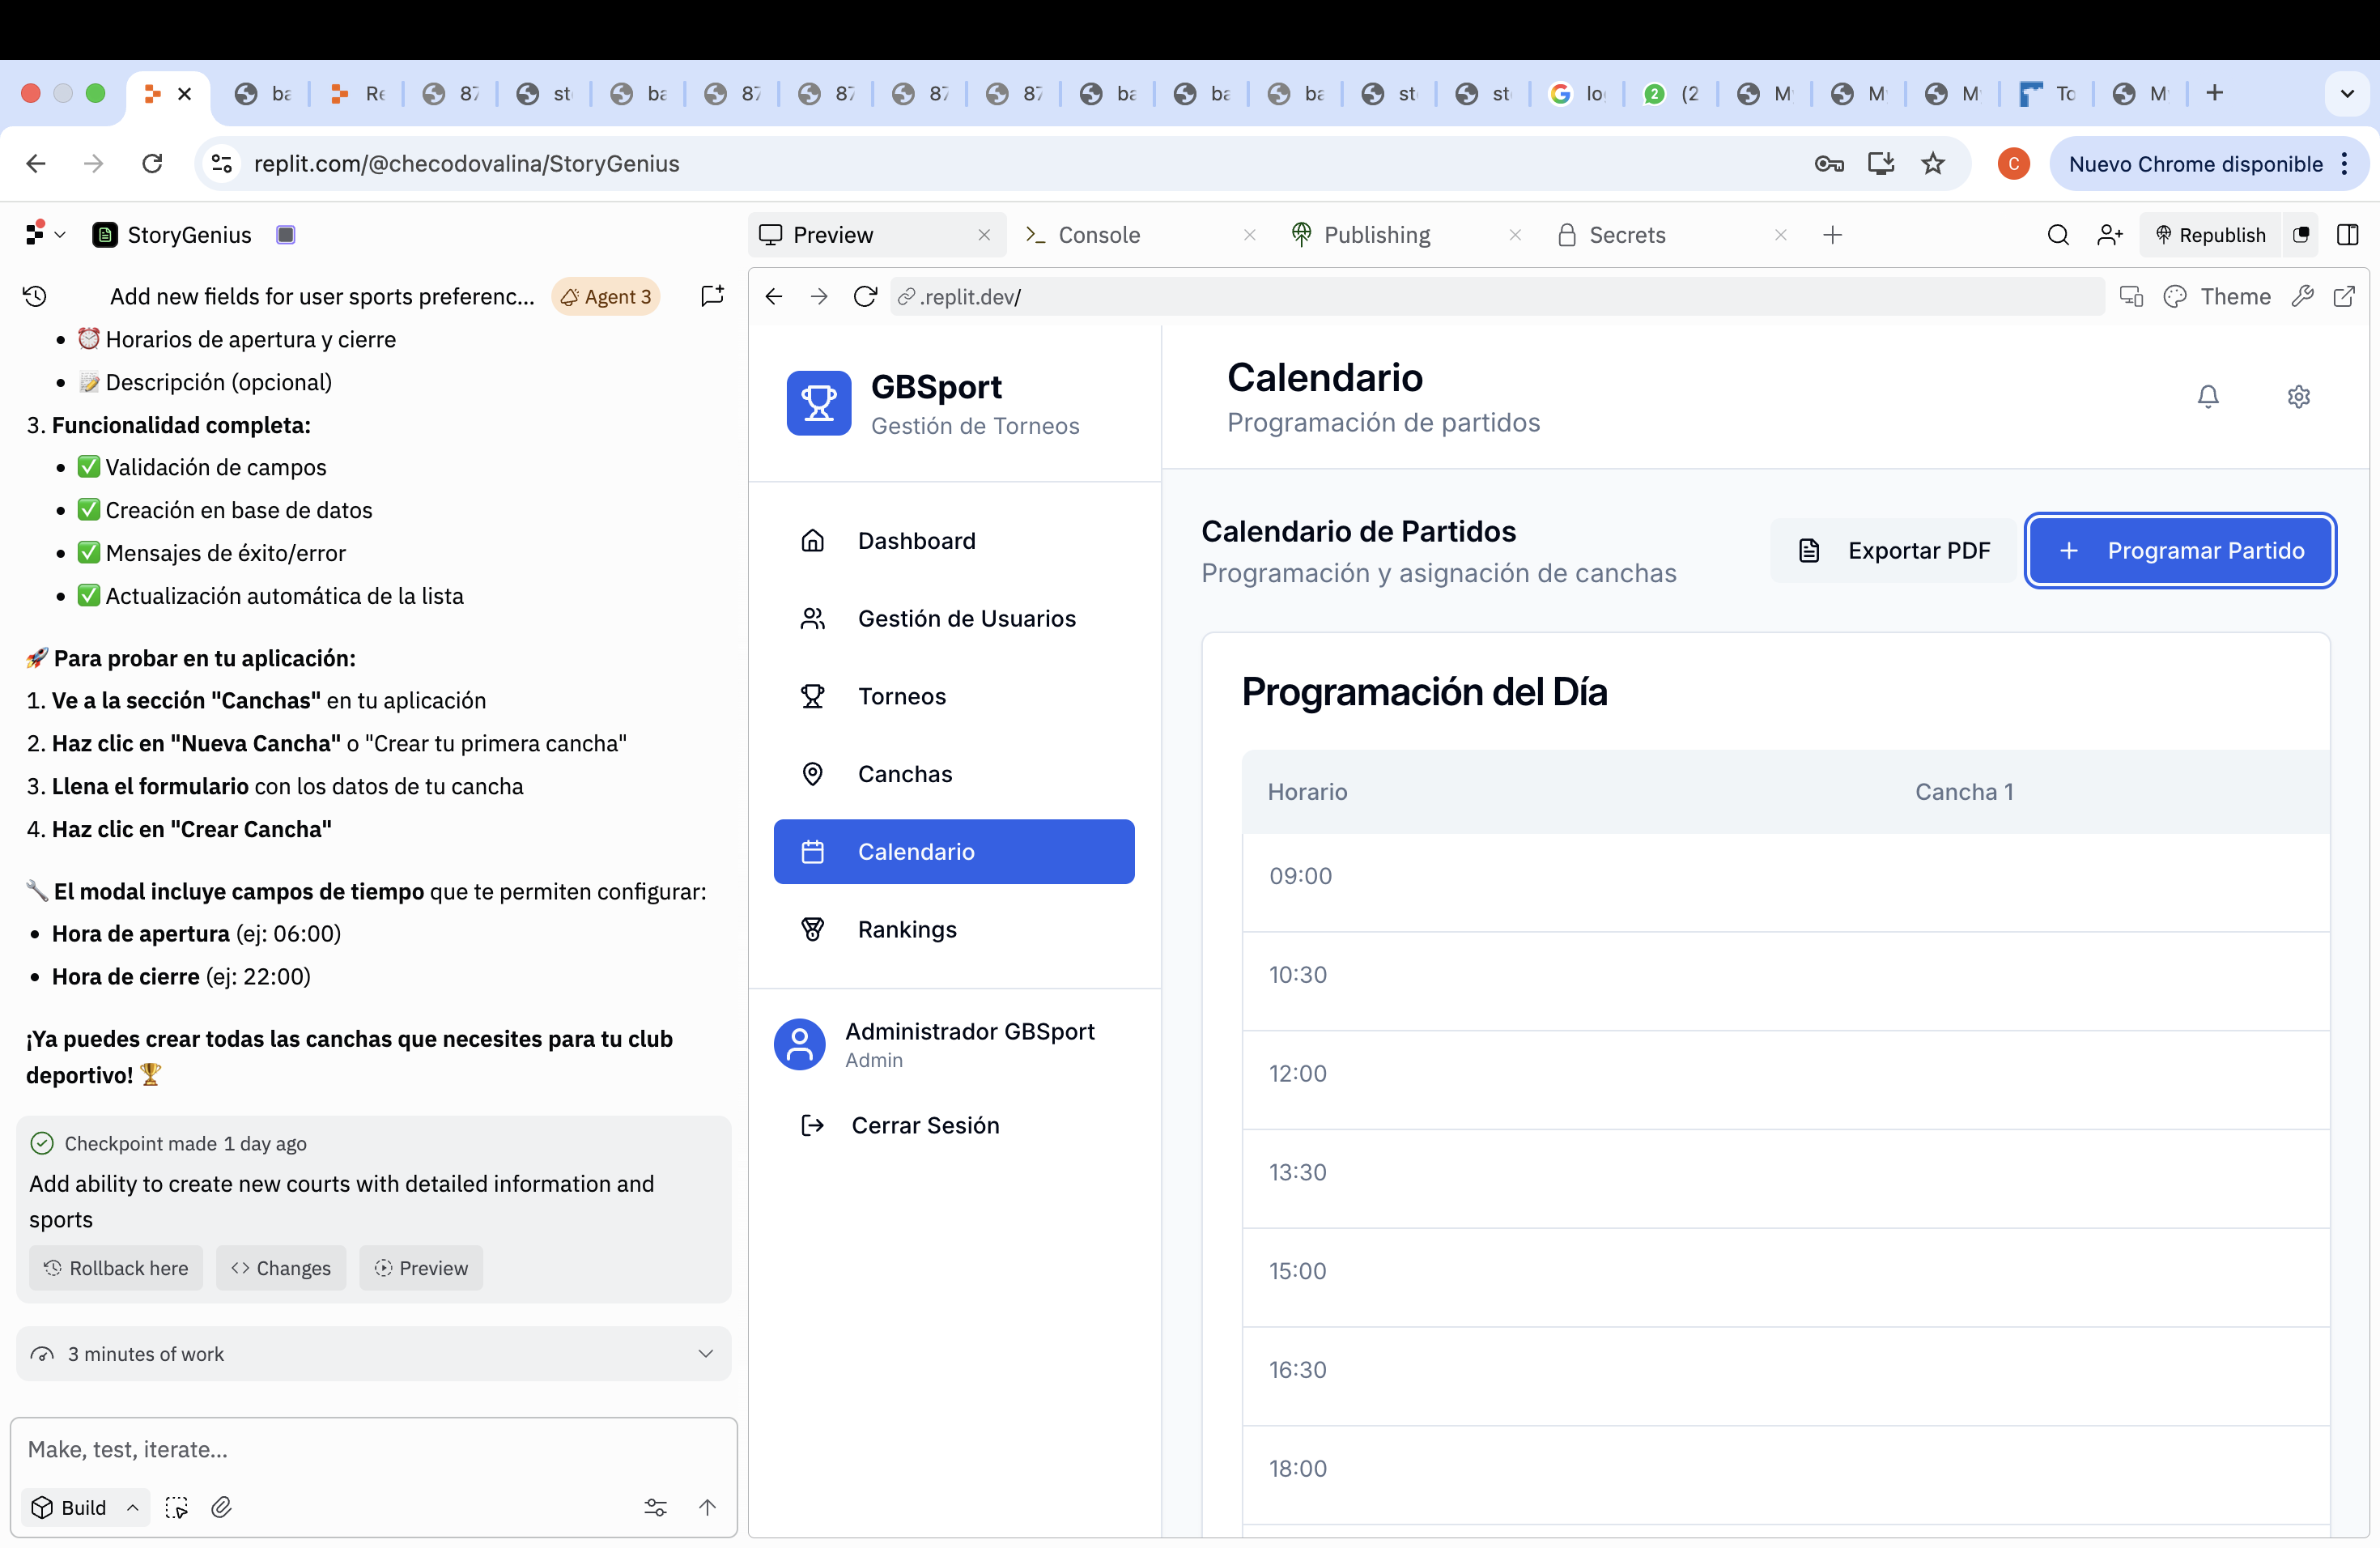 ba
Re
87
st
ba
87
87
87
87
ba
ba
ba
st
st
lo
2
(2
M
M
M
To
M
replit.com/@checodovalina/StoryGenius
C
Nuevo Chrome disponible
StoryGenius
Preview
Console
Publishing
Secrets
Republish
Add new fields for user sports preferenc...
Agent 3
.replit.dev/
Theme
Horarios de apertura y cierre
Descripción (opcional)
3. Funcionalidad completa:
Validación de campos
Creación en base de datos
Mensajes de éxito/error
Actualización automática de la lista
Para probar en tu aplicación:
1. Ve a la sección "Canchas" en tu aplicación
2. Haz clic en "Nueva Cancha" o "Crear tu primera cancha"
3. Llena el formulario con los datos de tu cancha
4. Haz clic en "Crear Cancha"
El modal incluye campos de tiempo que te permiten configurar:
Hora de apertura (ej: 06:00)
Hora de cierre (ej: 22:00)
¡Ya puedes crear todas las canchas que necesites para tu club
deportivo!
Checkpoint made 1 day ago
Add ability to create new courts with detailed information and
sports
Rollback here
Changes
Preview
3 minutes of work
Make, test, iterate...
Build
GBSport
Gestión de Torneos
Dashboard
Gestión de Usuarios
Torneos
Canchas
Calendario
Rankings
Administrador GBSport
Admin
Cerrar Sesión
Calendario
Programación de partidos
Calendario de Partidos
Programación y asignación de canchas
Exportar PDF
Programar Partido
Programación del Día
Horario
Cancha 1
09:00
10:30
12:00
13:30
15:00
16:30
18:00